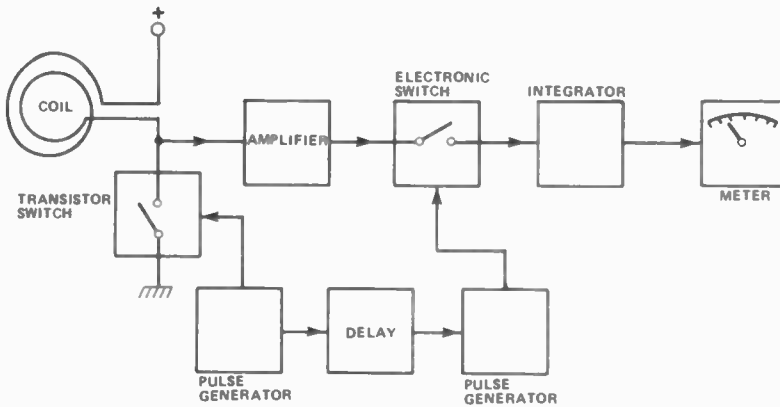 +
COIL
TRANSISTOR
SWITCH
AMPLIFIER
ELECTRONIC
SWITCH
INTEGRATOR
METER
PULSE
GENERATOR
DELAY
PULSE
GENERATOR